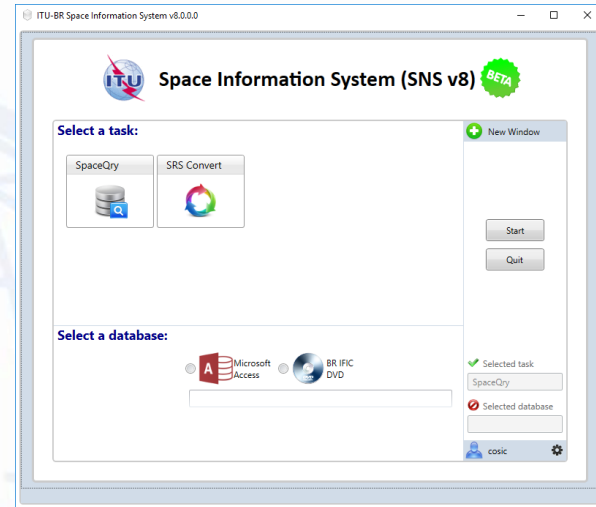 ITU-BR Space Information System v8.0.0.0
ITU
Space Information System (SNS v8)
BETA
Select a task:
New Window
SpaceQry
SRS Convert
Start
Quit
Select a database:
A
Microsoft
Access
BR IFIC
DVD
Selected task
SpaceQry
Selected database
cosic